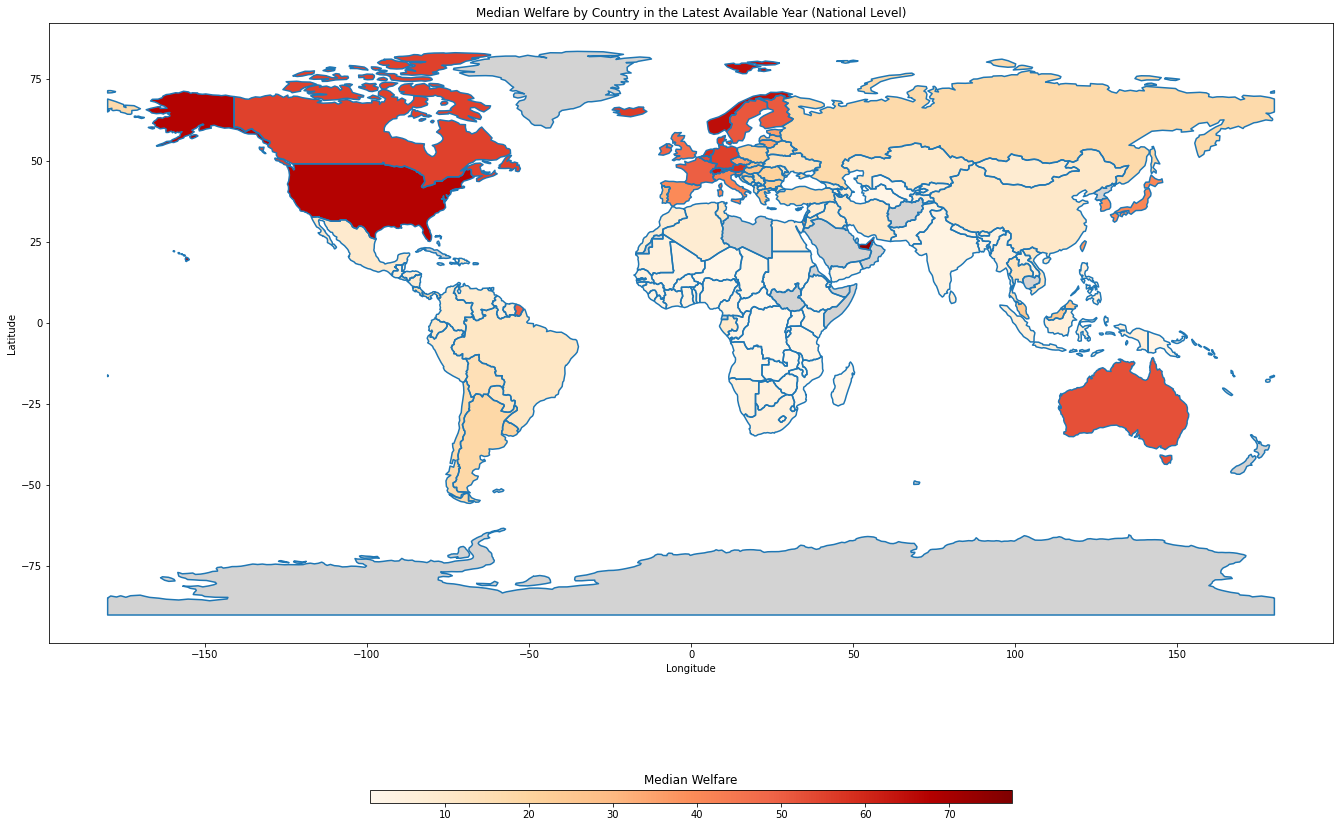 Median Welfare by Country in the Latest Available Year (National Level)
Latitude
75
50
25
0
−25
−50
−75
−150 −100 −50 0 50 100 150
Longitude
Median Welfare
10 20 30 40 50 60 70